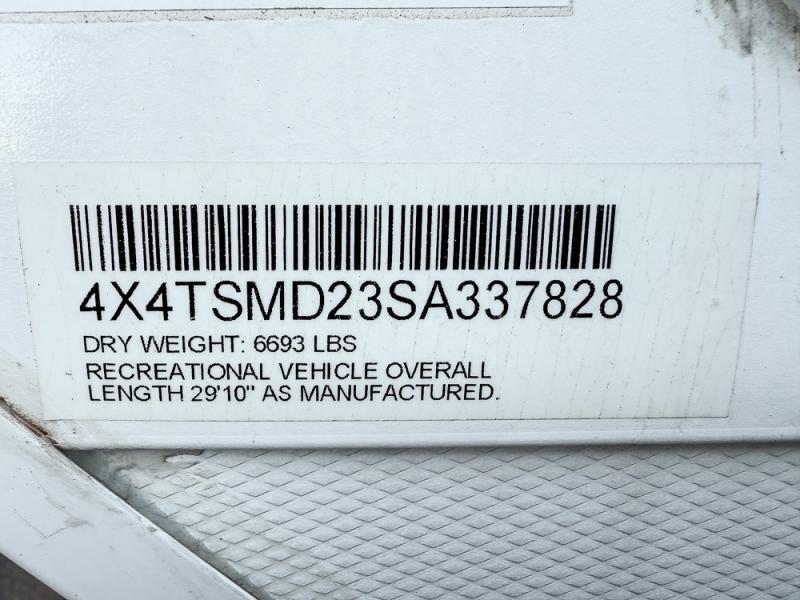 4X4TSMD23SA337828
DRY WEIGHT: 6693 LBS
RECREATIONAL VEHICLE OVERALL
LENGTH 29'10" AS MANUFACTURED.